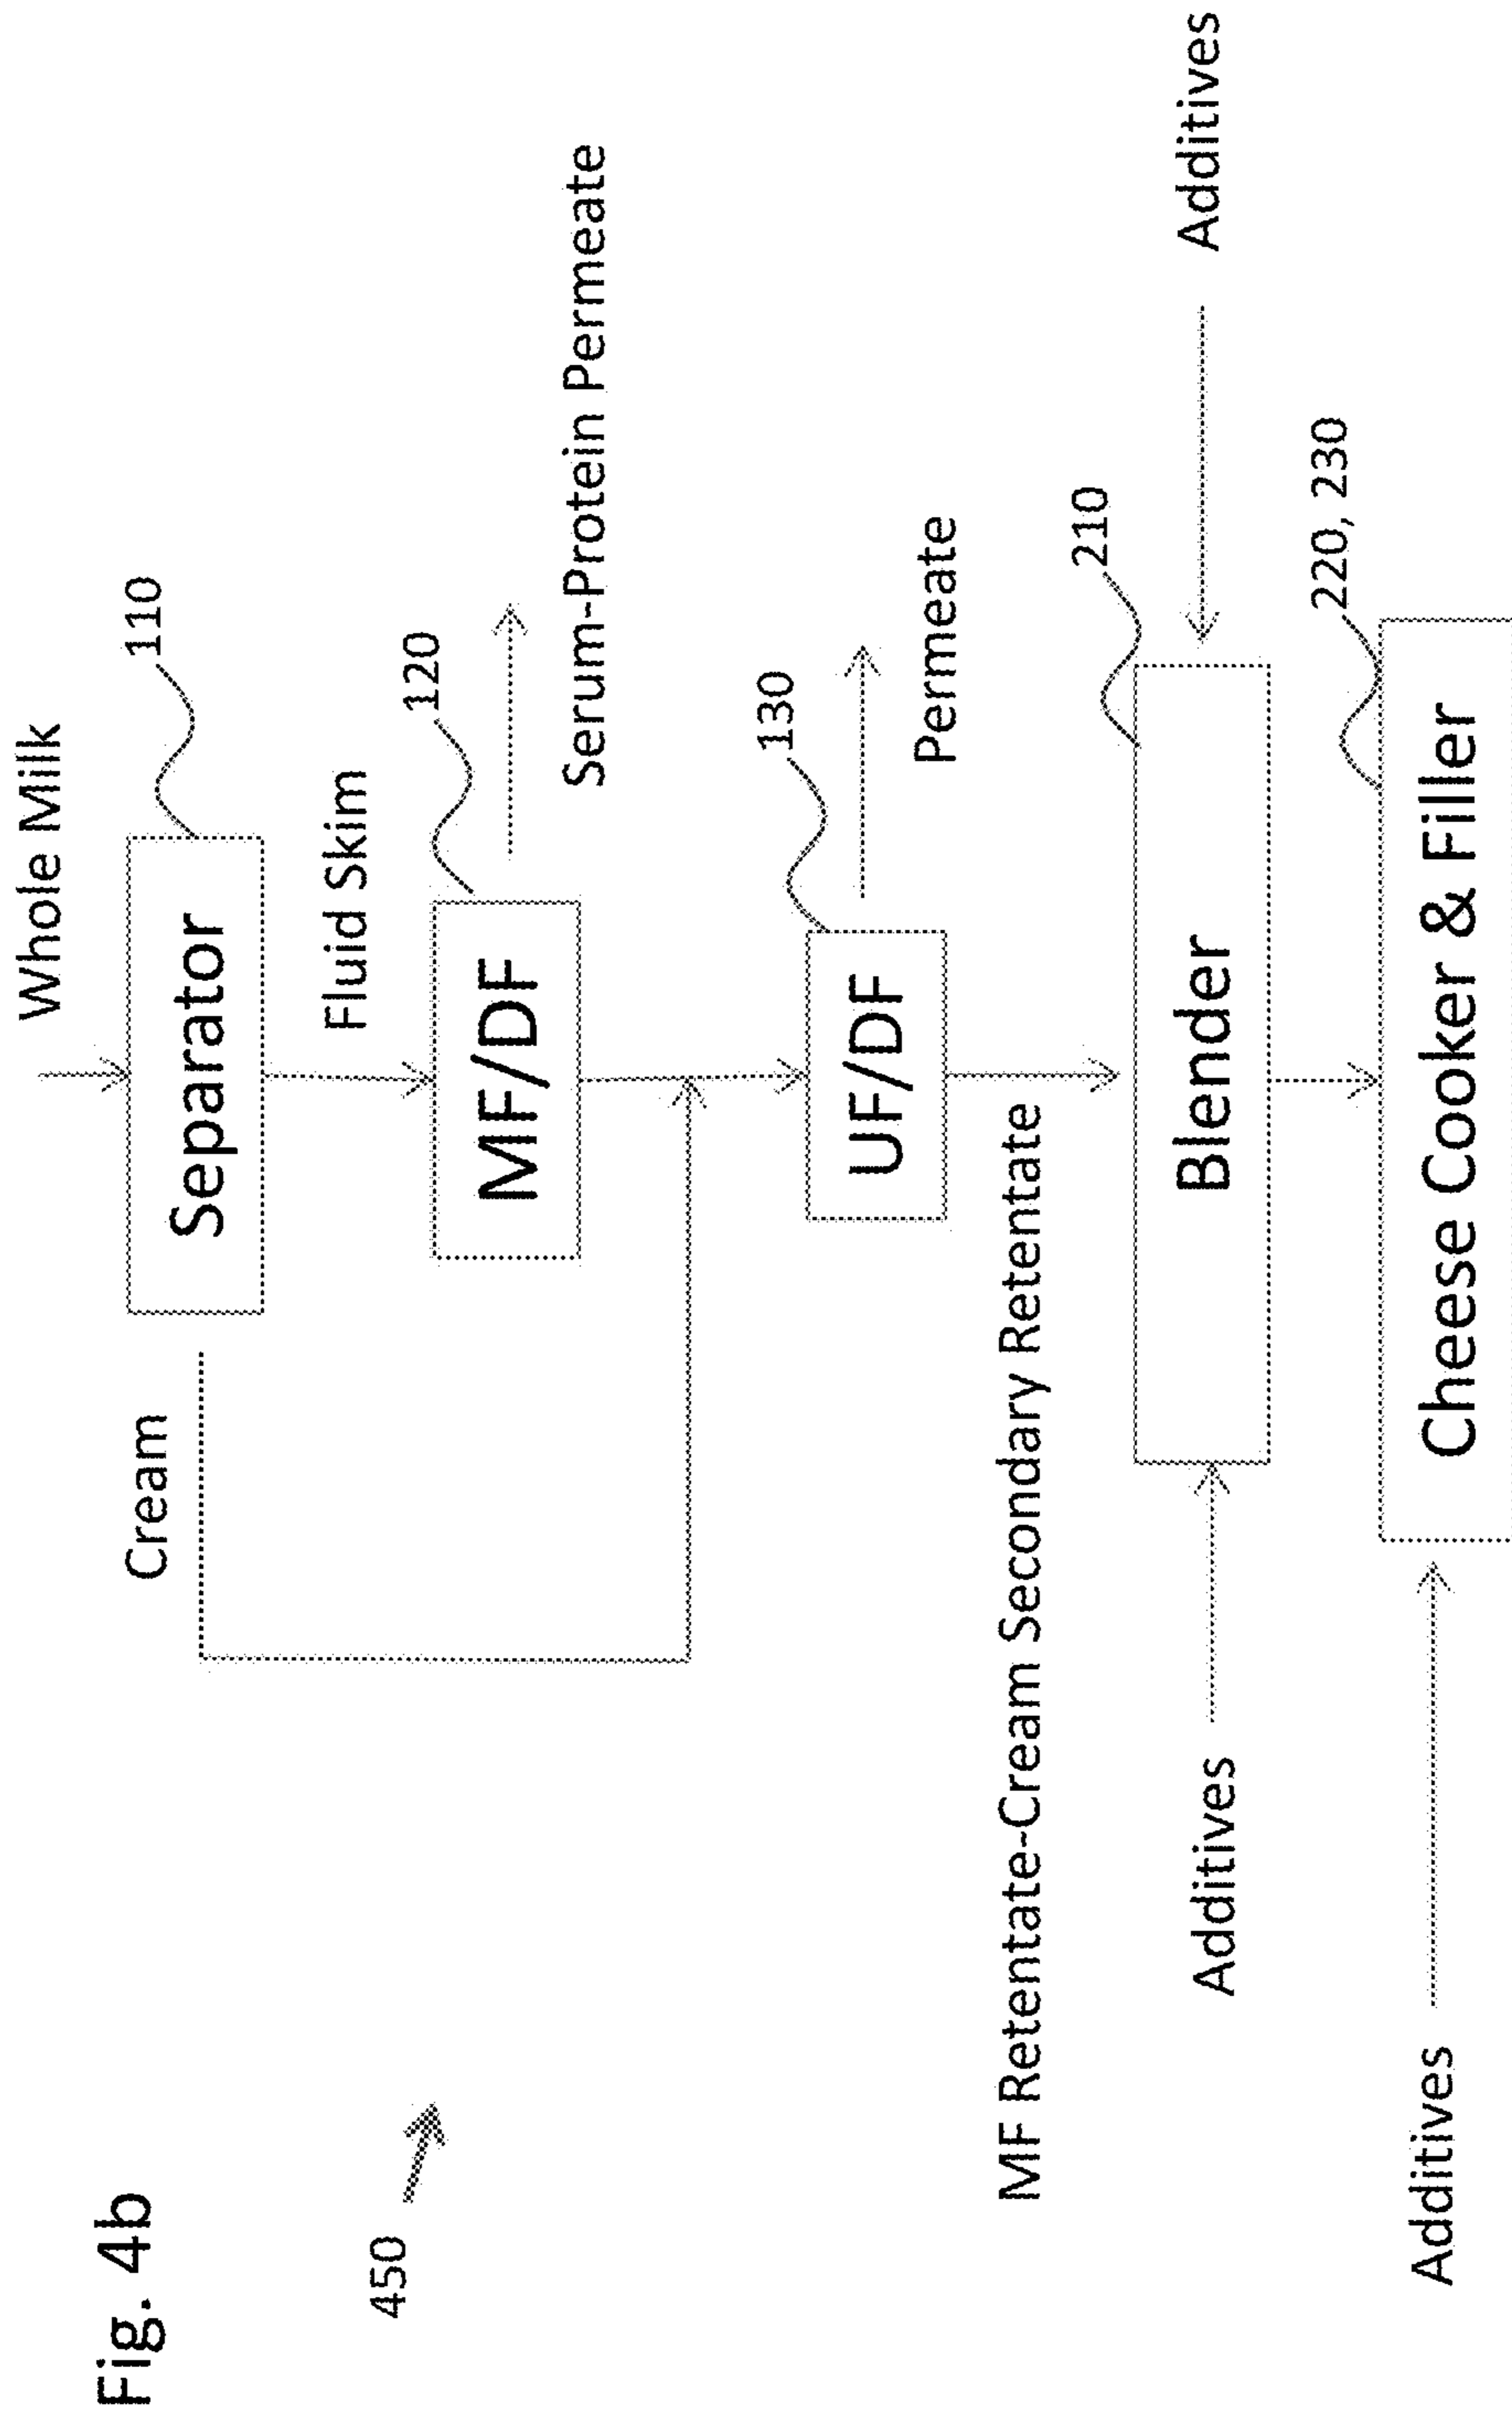 Fig. 4b
450
Whole Milk
Cream
Separator
110
Fluid Skim
MF/DF
120
Serum-Protein Permeate
UF/DF
130
Permeate
MF Retentate-Cream Secondary Retentate
210
Additives
Blender
Additives
220, 230
Additives
Cheese Cooker & Filler